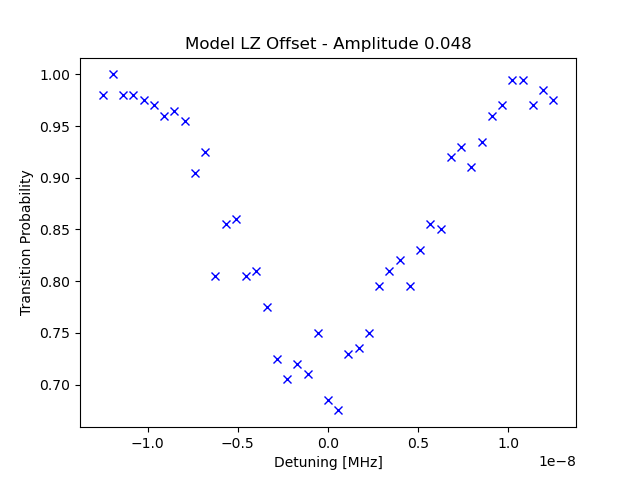 Model LZ Offset - Amplitude 0.048
1.00
0.95
0.90
0.85
0.80
0.75
0.70
Transition Probability
−1.0 −0.5 0.0 0.5 1.0
1e−8
Detuning [MHz]